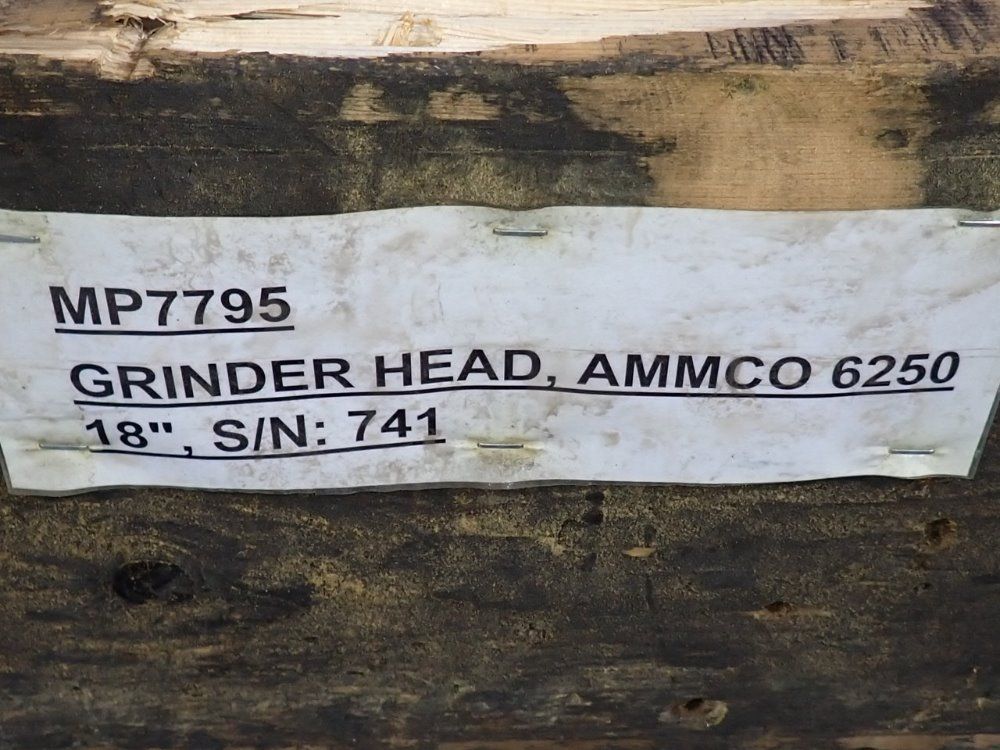 MP7795
GRINDER HEAD, AMMCO 6250
18", S/N: 741